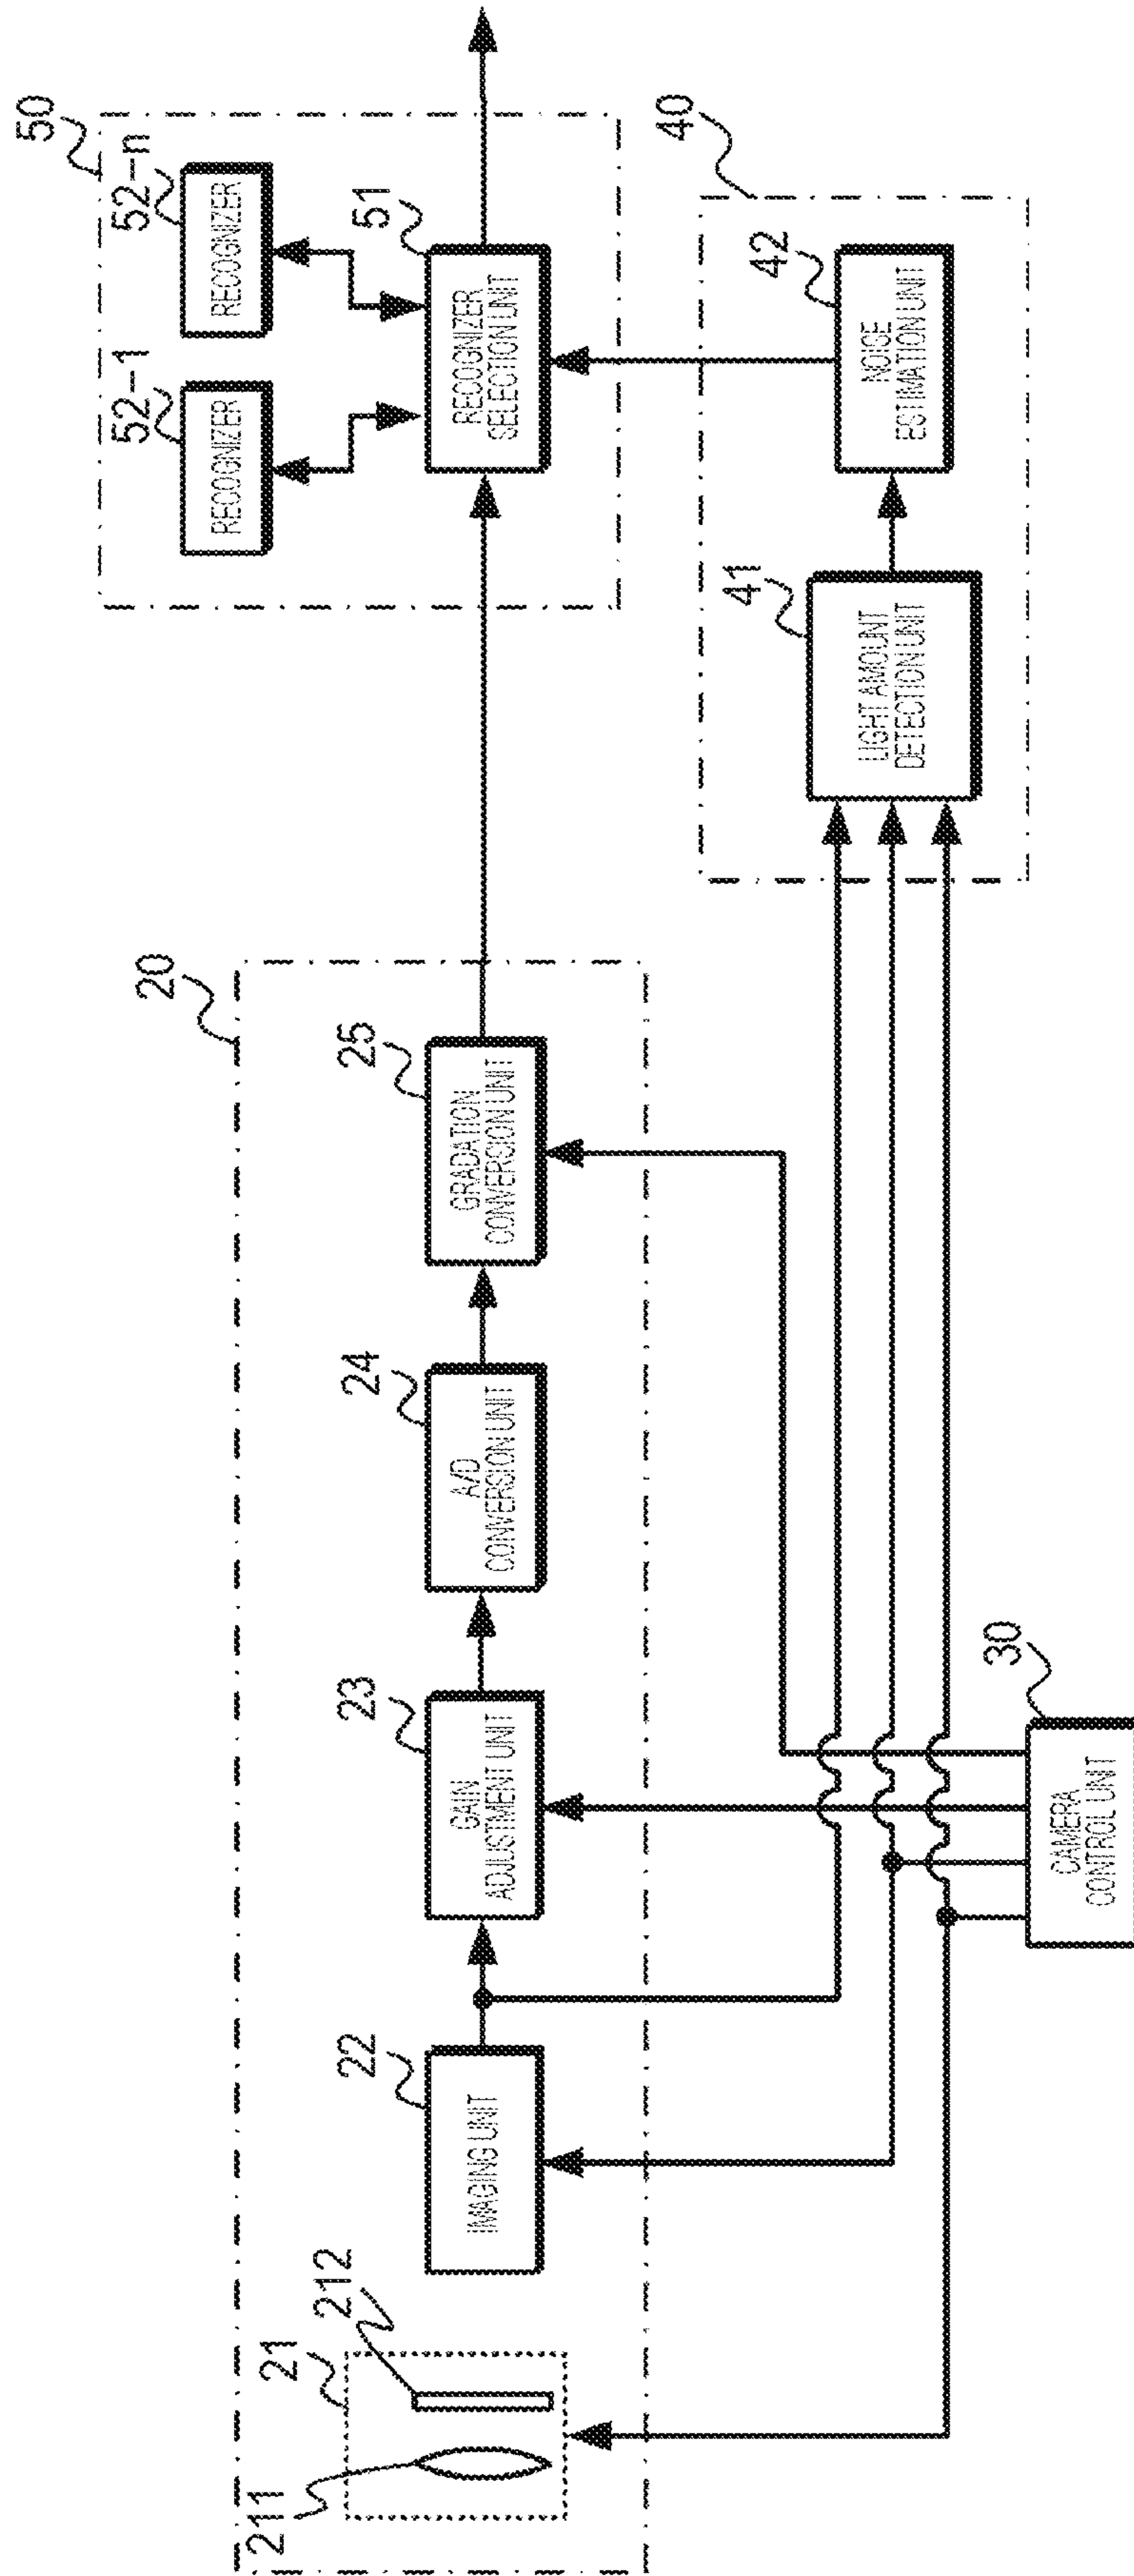 20
21
211
212
22
IMAGING UNIT
23
GAIN
ADJUSTMENT UNIT
24
A/D
CONVERSION UNIT
25
GRADATION
CONVERSION UNIT
50
52-1
RECOGNIZER
52-n
RECOGNIZER
51
RECOGNIZER
SELECTION UNIT
30
CAMERA
CONTROL UNIT
40
41
LIGHT AMOUNT
DETECTION UNIT
42
NOISE
ESTIMATION UNIT